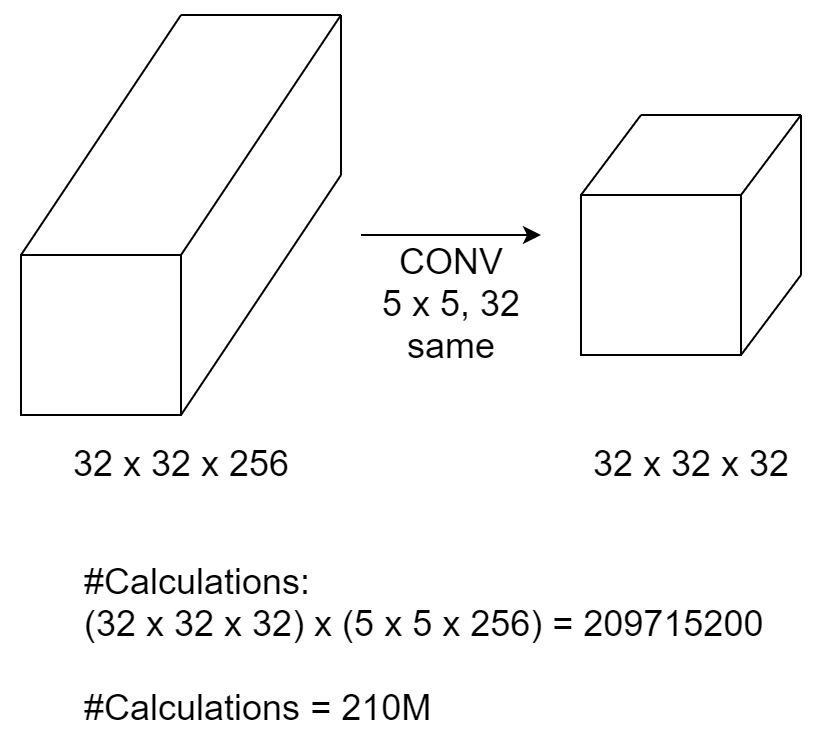 CONV
5 x 5, 32
same
32 x 32 x 256
32 x 32 x 32
#Calculations:
(32 x 32 x 32) x (5 x 5 x 256) = 209715200
#Calculations = 210M